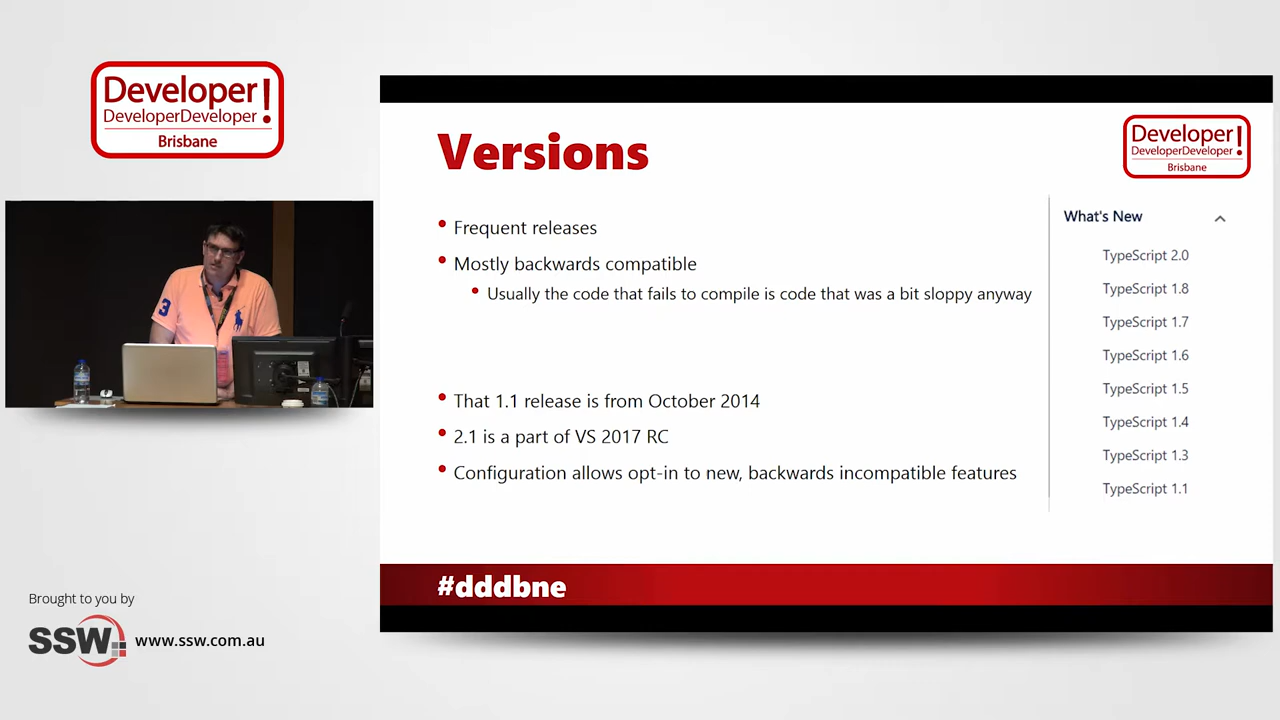 Developer!
DeveloperDeveloper
Brisbane
Versions
Developer!
DeveloperDeveloper
Brisbane
• Frequent releases
• Mostly backwards compatible
• Usually the code that fails to compile is code that was a bit sloppy anyway
• That 1.1 release is from October 2014
• 2.1 is a part of VS 2017 RC
• Configuration allows opt-in to new, backwards incompatible features
What's New
TypeScript 2.0
TypeScript 1.8
TypeScript 1.7
TypeScript 1.6
TypeScript 1.5
TypeScript 1.4
TypeScript 1.3
TypeScript 1.1
3
#dddbne
Brought to you by
SSW www.ssw.com.au